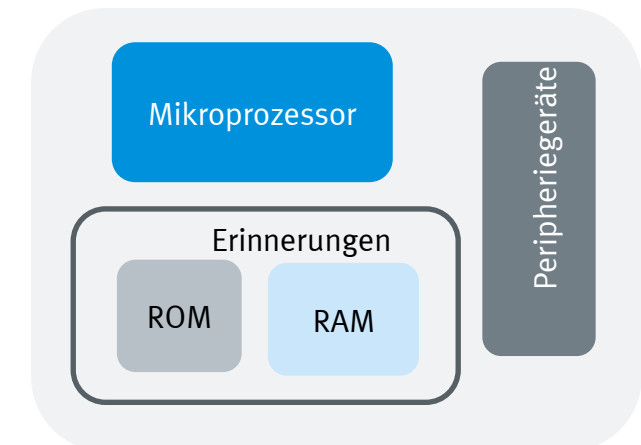 Mikroprozessor
Peripheriegeräte
Erinnerungen
ROM
RAM